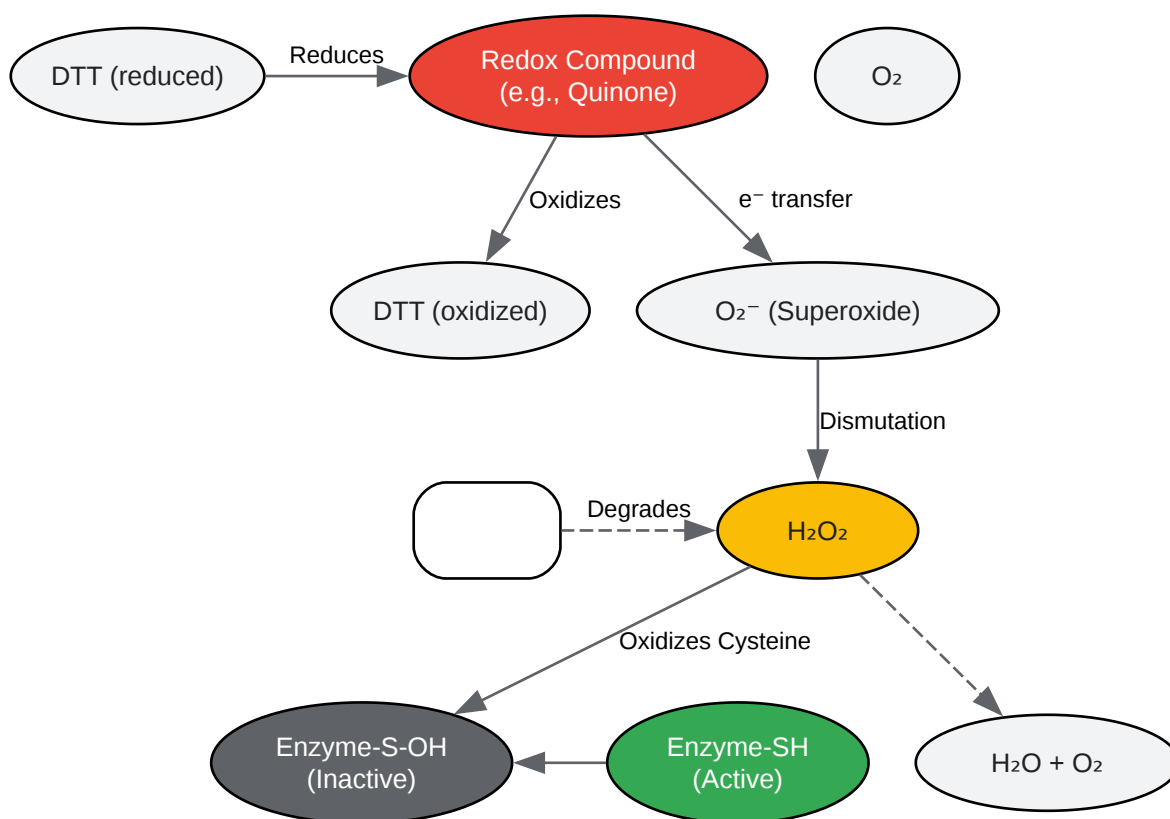 DTT (reduced)
Reduces
Redox Compound
(e.g., Quinone)
O₂
Oxidizes
e⁻ transfer
DTT (oxidized)
O₂⁻ (Superoxide)
Dismutation
Degrades
H₂O₂
Oxidizes Cysteine
Enzyme-S-OH
(Inactive)
Enzyme-SH
(Active)
H₂O + O₂